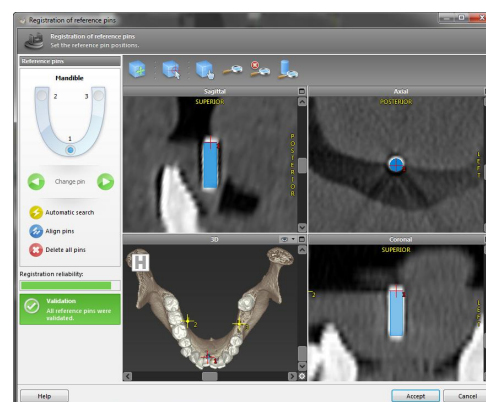 Registration of reference pins
Registration of reference pins
Set the reference pin positions.
Reference pins
Mandible
2 3
1
Change pin
Automatic search
Align pins
Delete all pins
Registration reliability:
Validation
All reference pins were
validated.
Sagittal
SUPERIOR
POSTERIOR
Axial
POSTERIOR
LEFT
3D
H
2
Coronal
SUPERIOR
2
LEFT
Help
Accept
Cancel